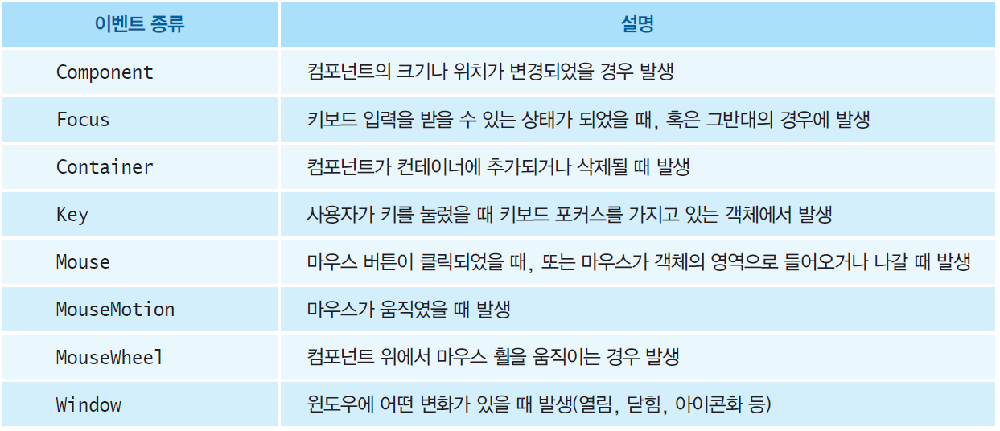 이벤트 종류 설명
Component 컴포넌트의 크기나 위치가 변경되었을 경우 발생
Focus 키보드 입력을 받을 수 있는 상태가 되었을 때, 혹은 그반대의 경우에 발생
Container 컴포넌트가 컨테이너에 추가되거나 삭제될 때 발생
Key 사용자가 키를 눌렀을 때 키보드 포커스를 가지고 있는 객체에서 발생
Mouse 마우스 버튼이 클릭되었을 때, 또는 마우스가 객체의 영역으로 들어오거나 나갈 때 발생
MouseMotion 마우스가 움직였을 때 발생
MouseWheel 컴포넌트 위에서 마우스 휠을 움직이는 경우 발생
Window 윈도우에 어떤 변화가 있을 때 발생(열림, 닫힘, 아이콘화 등)